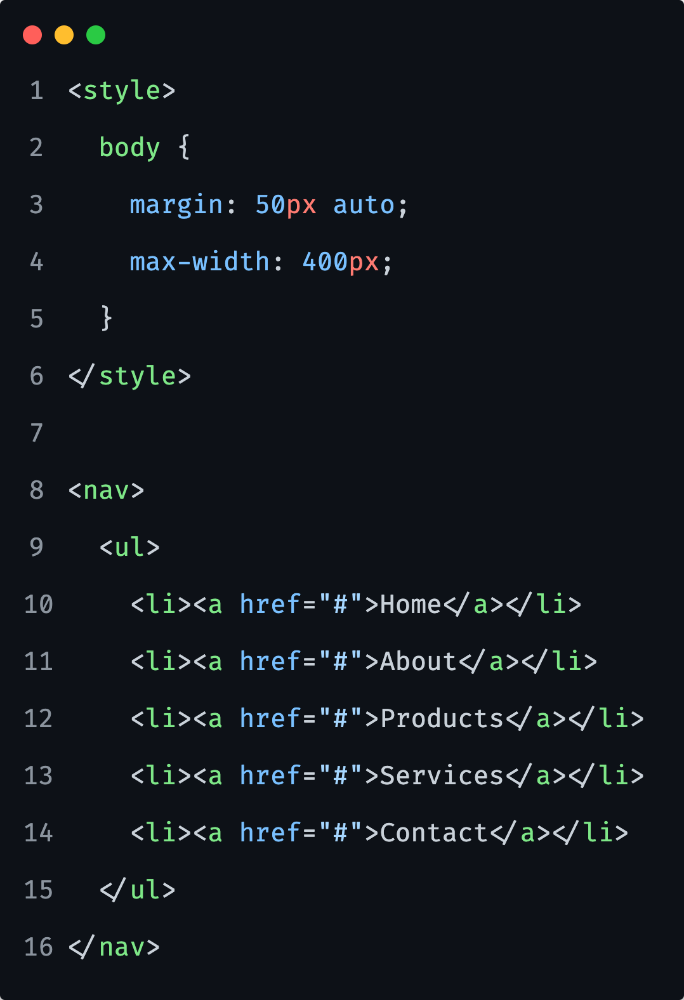 1 <style>
2   body {
3     margin: 50px auto;
4     max-width: 400px;
5   }
6 </style>
7
8 <nav>
9   <ul>
10     <li><a href="#">Home</a></li>
11     <li><a href="#">About</a></li>
12     <li><a href="#">Products</a></li>
13     <li><a href="#">Services</a></li>
14     <li><a href="#">Contact</a></li>
15   </ul>
16 </nav>